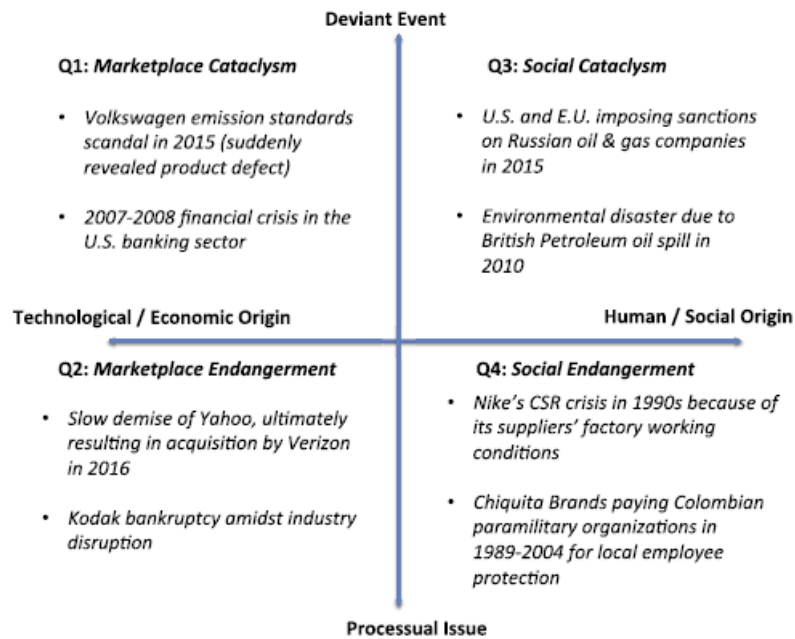 Deviant Event
Q1: Marketplace Cataclysm
• Volkswagen emission standards
scandal in 2015 (suddenly
revealed product defect)
• 2007-2008 financial crisis in the
U.S. banking sector
Q3: Social Cataclysm
• U.S. and E.U. imposing sanctions
on Russian oil & gas companies
in 2015
• Environmental disaster due to
British Petroleum oil spill in
2010
Technological / Economic Origin
Human / Social Origin
Q2: Marketplace Endangerment
• Slow demise of Yahoo, ultimately
resulting in acquisition by Verizon
in 2016
• Kodak bankruptcy amidst industry
disruption
Q4: Social Endangerment
• Nike's CSR crisis in 1990s because of
its suppliers' factory working
conditions
• Chiquita Brands paying Colombian
paramilitary organizations in
1989-2004 for local employee
protection
Processual Issue